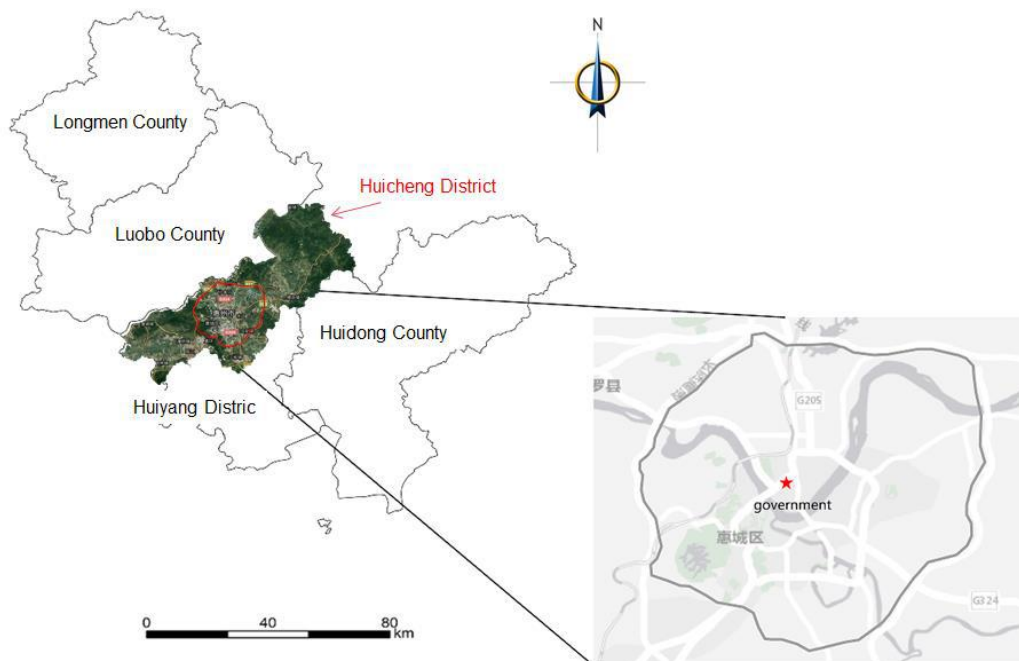 N
Longmen County
Huicheng District
Luobo County
Huidong County
Huiyang Distric
罗县
G205
government
惠城区
G324
0
40
80
km